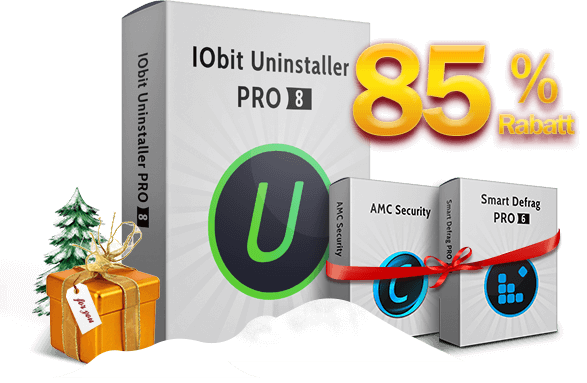 IObit Uninstaller
PRO 8
IObit Uninstaller PRO 8
U
85 %
Rabatt
AMC Security
AMC Security
C
Smart Defrag
PRO 6
Smart Defrag PRO 6
for you